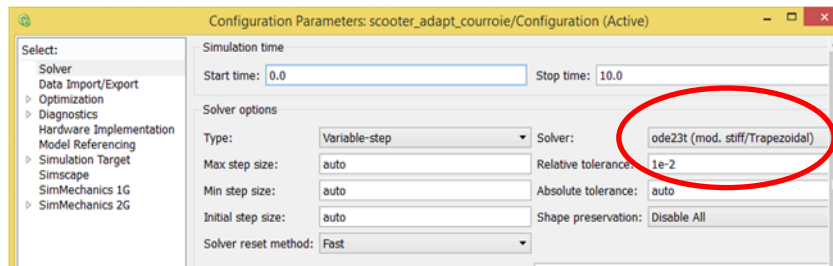 Configuration Parameters: scooter_adapt_courroie/Configuration (Active)
Select:
Solver
Data Import/Export
Optimization
Diagnostics
Hardware Implementation
Model Referencing
Simulation Target
Simscape
SimMechanics 1G
SimMechanics 2G
Simulation time
Start time: 0.0 Stop time: 10.0
Solver options
Type: Variable-step Solver: ode23t (mod. stiff/Trapezoidal)
Max step size: auto Relative tolerance: 1e-2
Min step size: auto Absolute tolerance: auto
Initial step size: auto Shape preservation: Disable All
Solver reset method: Fast